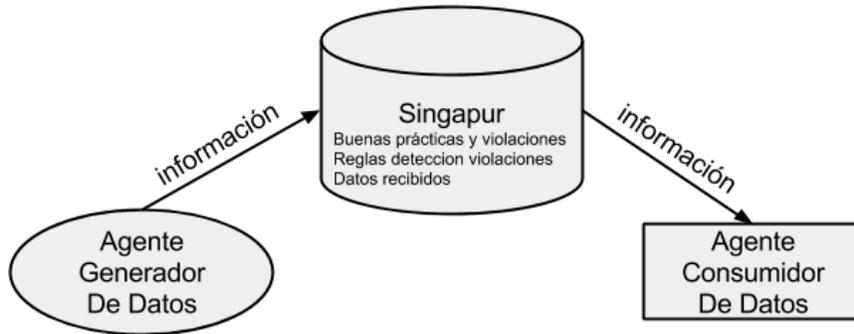 información
Singapur
Buenas prácticas y violaciones
Reglas deteccion violaciones
Datos recibidos
información
Agente
Generador
De Datos
Agente
Consumidor
De Datos